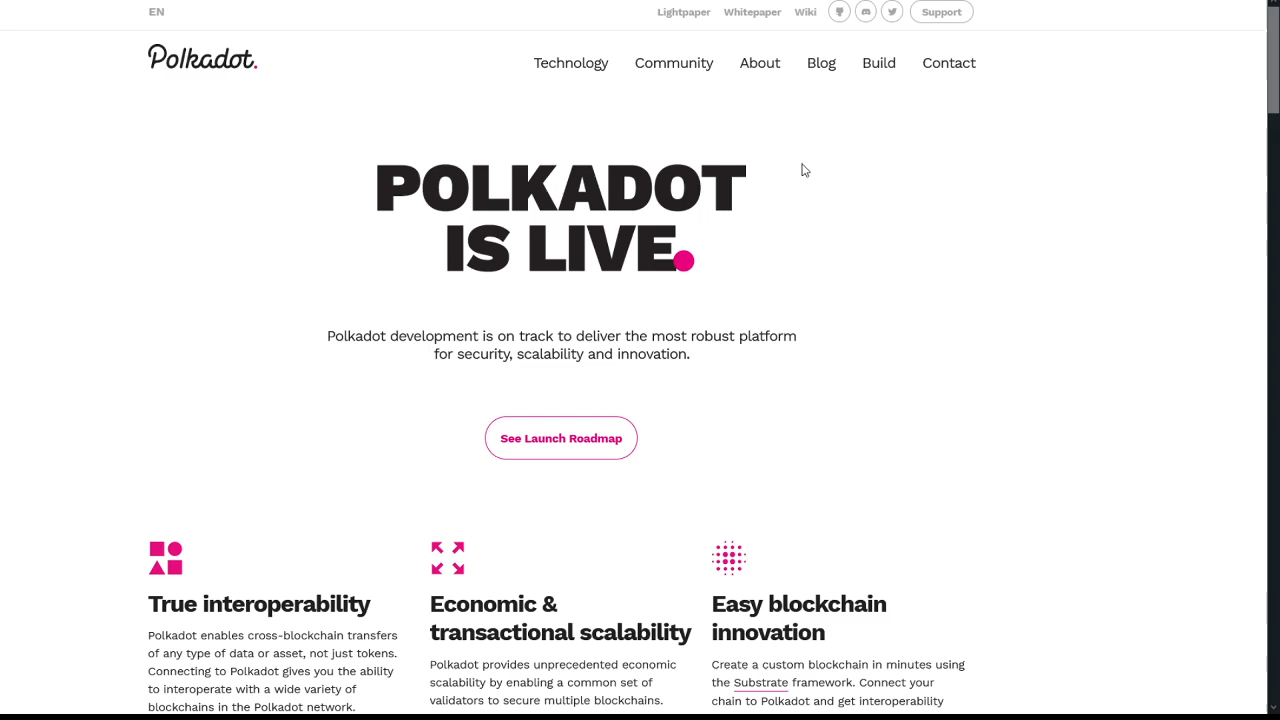 EN
Lightpaper Whitepaper Wiki Support
Polkadot.
Technology Community About Blog Build Contact
POLKADOT
IS LIVE.
Polkadot development is on track to deliver the most robust platform
for security, scalability and innovation.
See Launch Roadmap
True interoperability
Polkadot enables cross-blockchain transfers
of any type of data or asset, not just tokens.
Connecting to Polkadot gives you the ability
to interoperate with a wide variety of
blockchains in the Polkadot network.
Economic &
transactional scalability
Polkadot provides unprecedented economic
scalability by enabling a common set of
validators to secure multiple blockchains.
Easy blockchain
innovation
Create a custom blockchain in minutes using
the Substrate framework. Connect your
chain to Polkadot and get interoperability